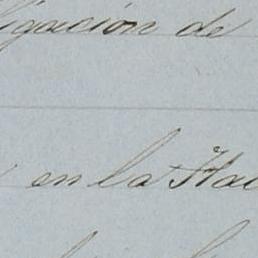 ligación de
en la Ha